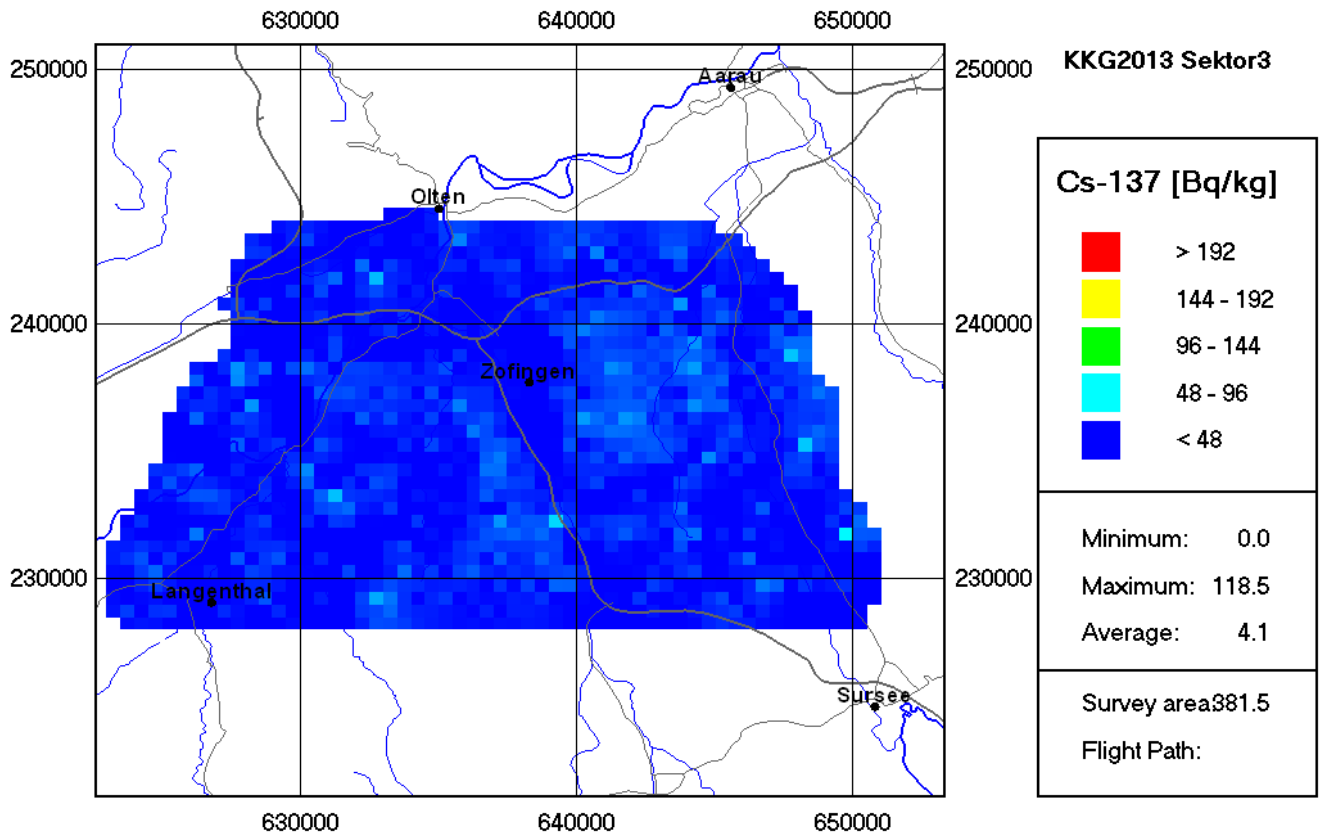 630000 640000 650000
250000 250000
KKG2013 Sektor3
Aarau
Olten
240000 240000
Zofingen
230000 230000
Langenthal
Sursee
630000 640000 650000
Cs-137 [Bq/kg]
> 192
144 - 192
96 - 144
48 - 96
< 48
Minimum: 0.0
Maximum: 118.5
Average: 4.1
Survey area381.5
Flight Path: